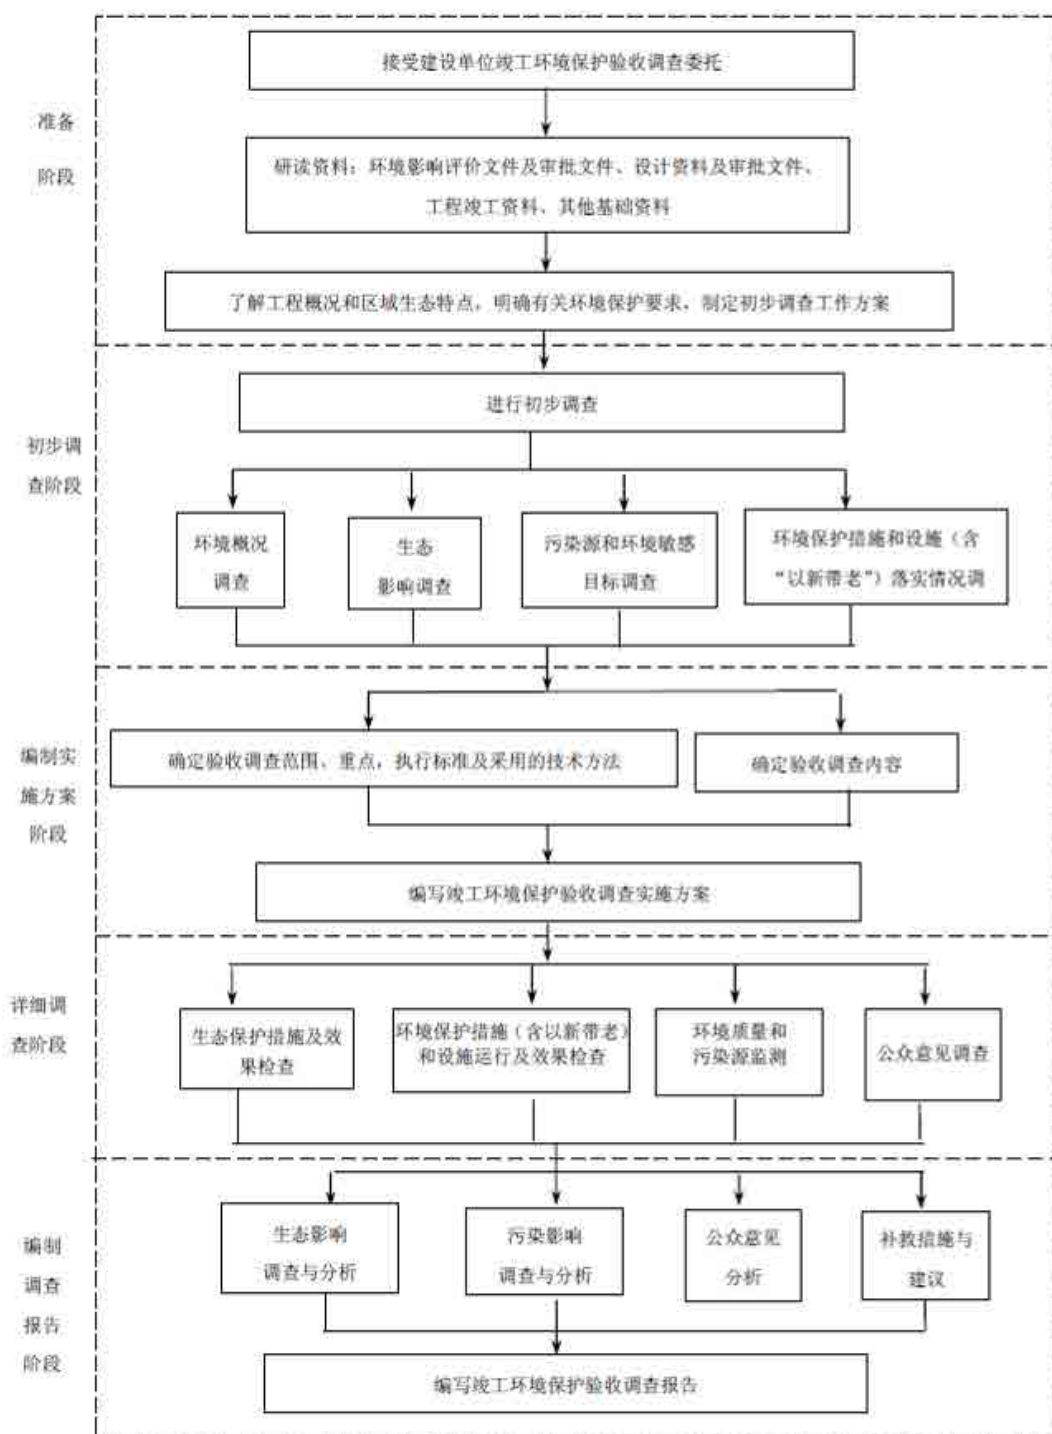 准备
阶段
接受建设单位竣工环境保护验收调查委托
研读资料：环境影响评价文件及审批文件、设计资料及审批文件、
工程竣工资料、其他基础资料
了解工程概况和区域生态特点，明确有关环境保护要求，制定初步调查工作方案
初步调
查阶段
进行初步调查
环境概况
调查
生态
影响调查
污染源和环境敏感
目标调查
环境保护措施和设施（含
“以新带老”）落实情况调
编制实
施方案
阶段
确定验收调查范围、重点，执行标准及采用的技术方法
确定验收调查内容
编写竣工环境保护验收调查实施方案
详细调
查阶段
生态保护措施及效
果检查
环境保护措施（含以新带老）
和设施运行及效果检查
环境质量和
污染源监测
公众意见调查
编制
调查
报告
阶段
生态影响
调查与分析
污染影响
调查与分析
公众意见
分析
补救措施与
建议
编写竣工环境保护验收调查报告